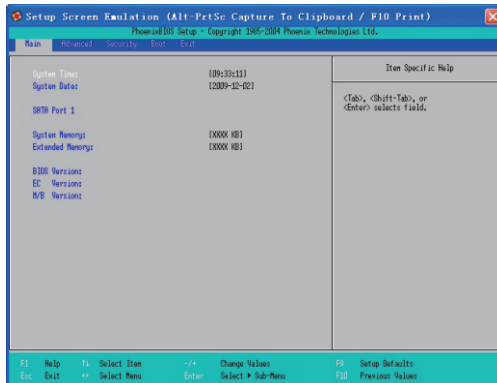 Setup Screen Emulation (Alt-PrtSc Capture To Clipboard / F10 Print)
PhoenixBIOS Setup - Copyright 1985-2004 Phoenix Technologies Ltd.
Main Advanced Security Boot Exit
Item Specific Help
System Time: [09:33:11]
System Date: [2009-12-02]
<Tab>, <Shift-Tab>, or
<Enter> selects field.
SATA Port 1
System Memory: [XXXX KB]
Extended Memory: [XXXX KB]
BIOS Version:
EC Version:
M/B Version:
F1 Help ↑↓ Select Item -/+ Change Values F9 Setup Defaults
Esc Exit ↔ Select Menu Enter Select ▶ Sub-Menu F10 Previous Values